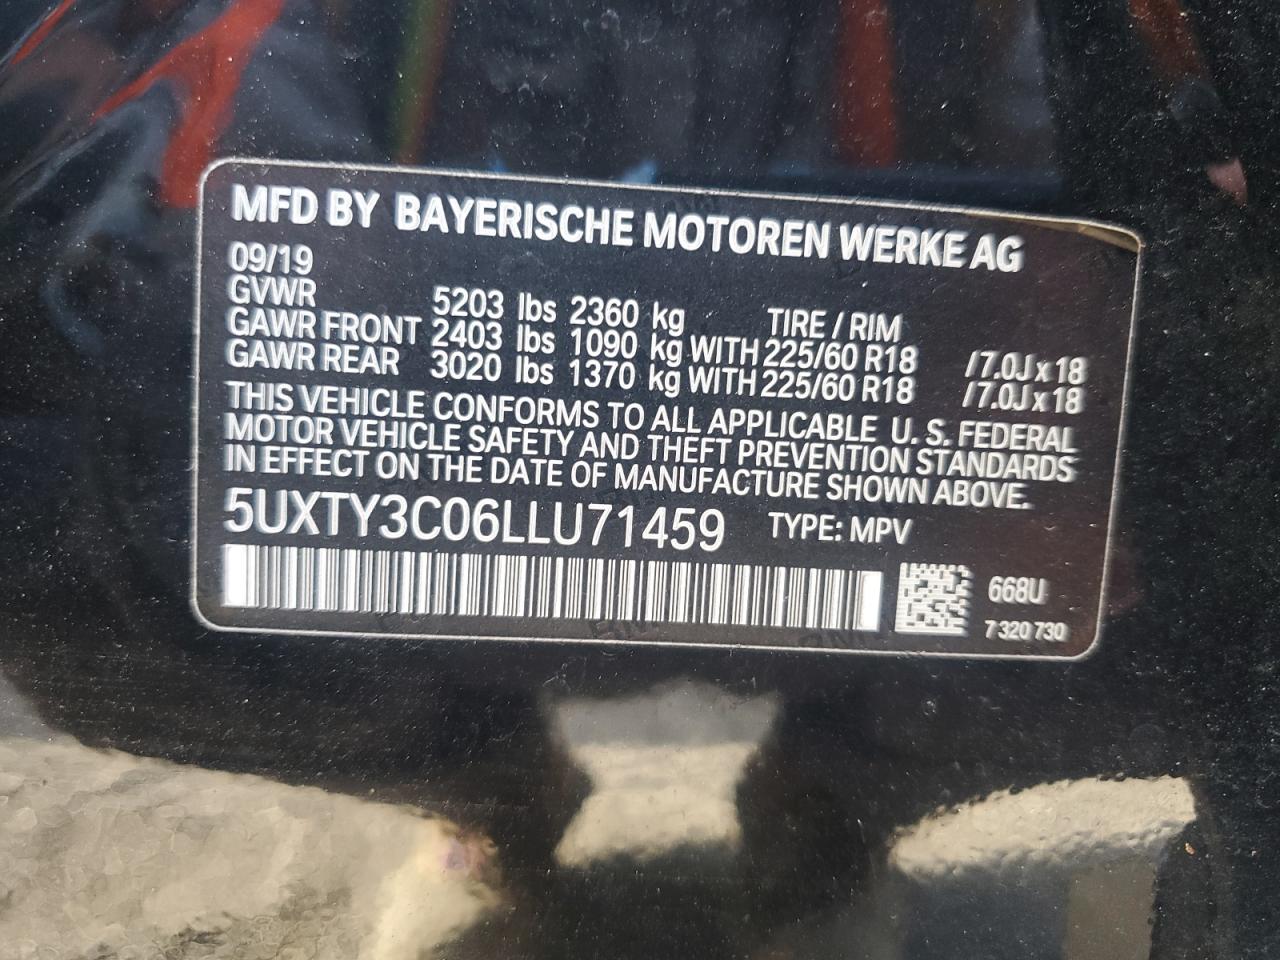 MFD BY BAYERISCHE MOTOREN WERKE AG
09/19
GVWR 5203 lbs 2360 kg TIRE / RIM
GAWR FRONT 2403 lbs 1090 kg WITH 225/60 R18 /7.0J x 18
GAWR REAR 3020 lbs 1370 kg WITH 225/60 R18 /7.0J x 18
THIS VEHICLE CONFORMS TO ALL APPLICABLE U. S. FEDERAL
MOTOR VEHICLE SAFETY AND THEFT PREVENTION STANDARDS
IN EFFECT ON THE DATE OF MANUFACTURE SHOWN ABOVE.
5UXTY3C06LLU71459 TYPE: MPV
668U
7 320 730